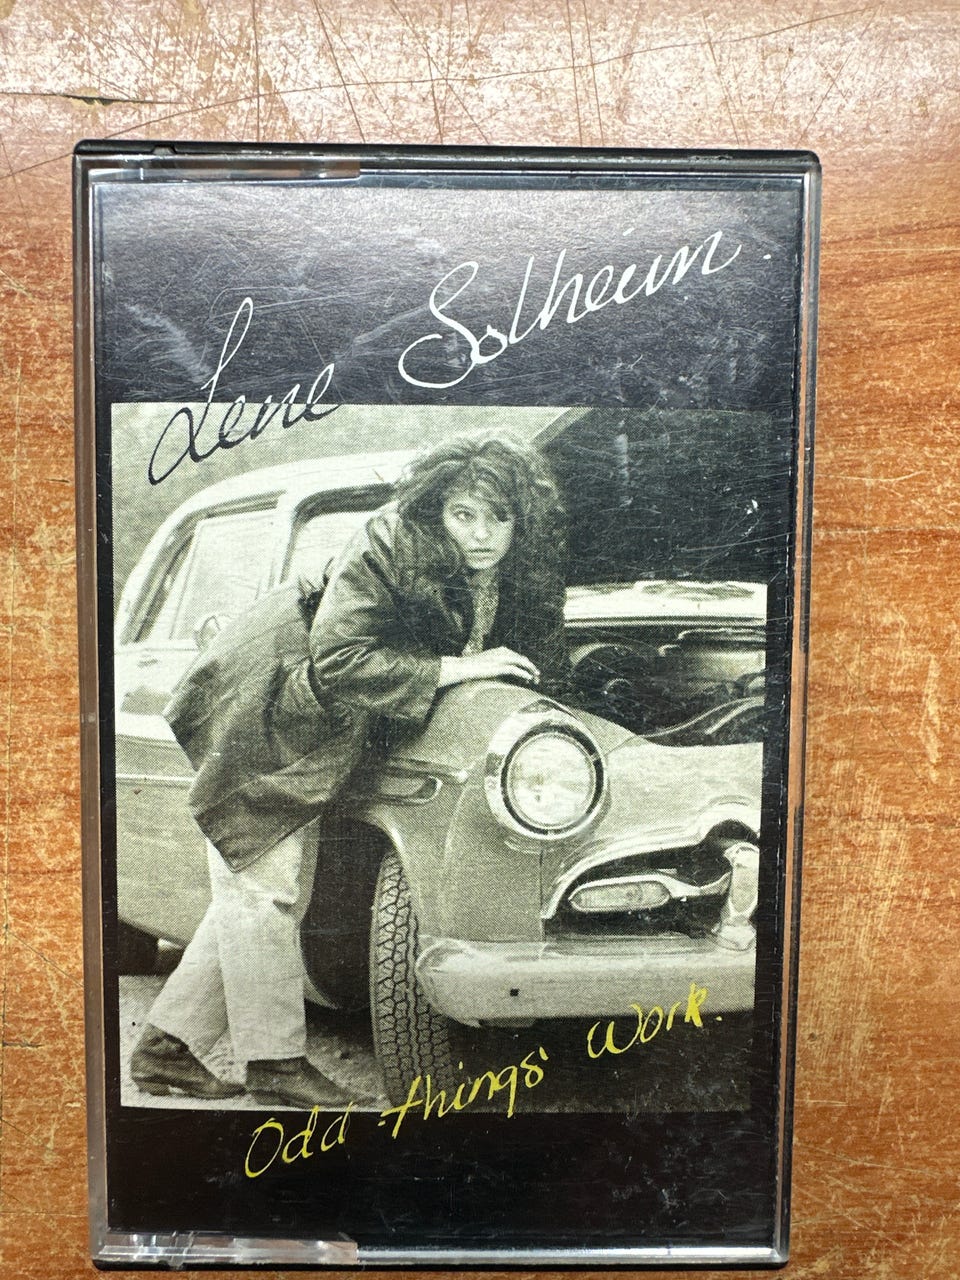 Lene Solheim.
Odd things work.